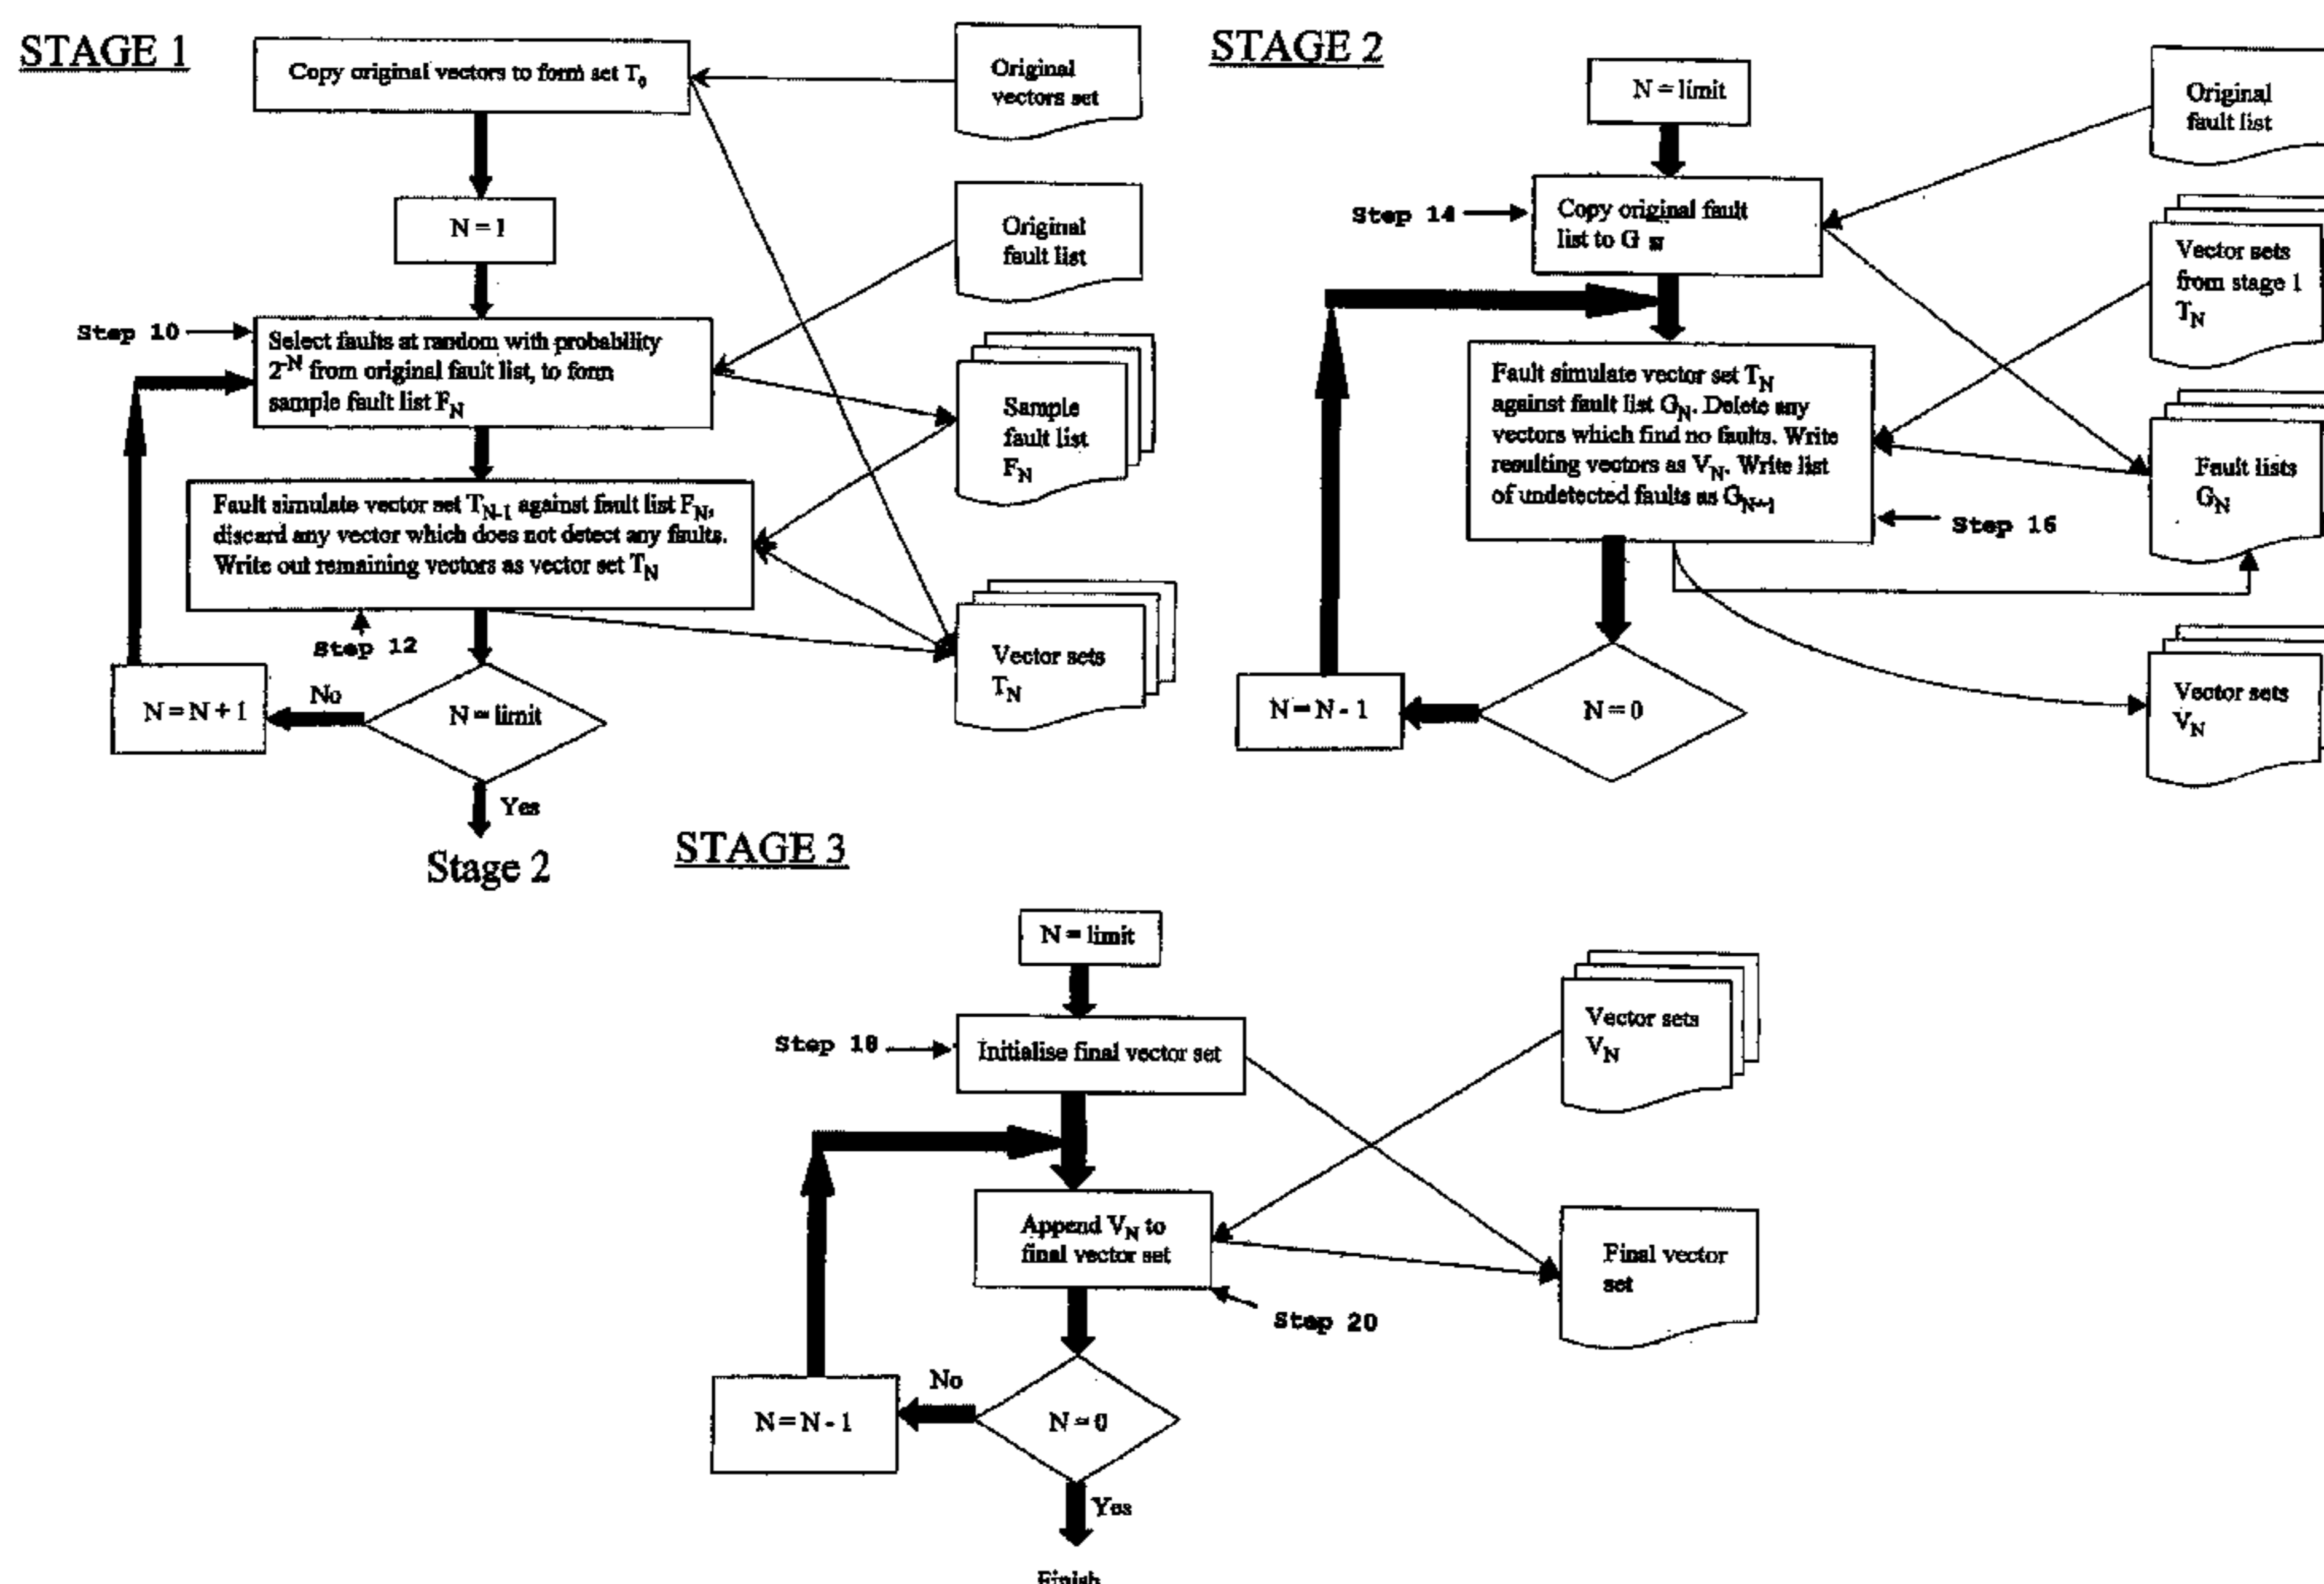 STAGE 1
Copy original vectors to form set T0
Original
vectors set
N = 1
Original
fault list
Step 10
Select faults at random with probability
2^-N from original fault list, to form
sample fault list FN
Sample
fault list
FN
Fault simulate vector set TN-1 against fault list FN,
discard any vector which does not detect any faults.
Write out remaining vectors as vector set TN
Step 12
Vector sets
TN
No
N = N + 1
N = limit
Yes
Stage 2
STAGE 2
N = limit
Original
fault list
Step 14
Copy original fault
list to G
Vector sets
from stage 1
TN
Fault simulate vector set TN
against fault list GN. Delete any
vectors which find no faults. Write
resulting vectors as VN. Write list
of undetected faults as
Step 16
Fault lists
GN
N = N - 1
N = 0
Vector sets
VN
STAGE 3
N = limit
Step 18
Initialise final vector set
Vector sets
VN
Append VN to
final vector set
Step 20
Final vector
set
No
N = N - 1
N = 0
Yes
Finish